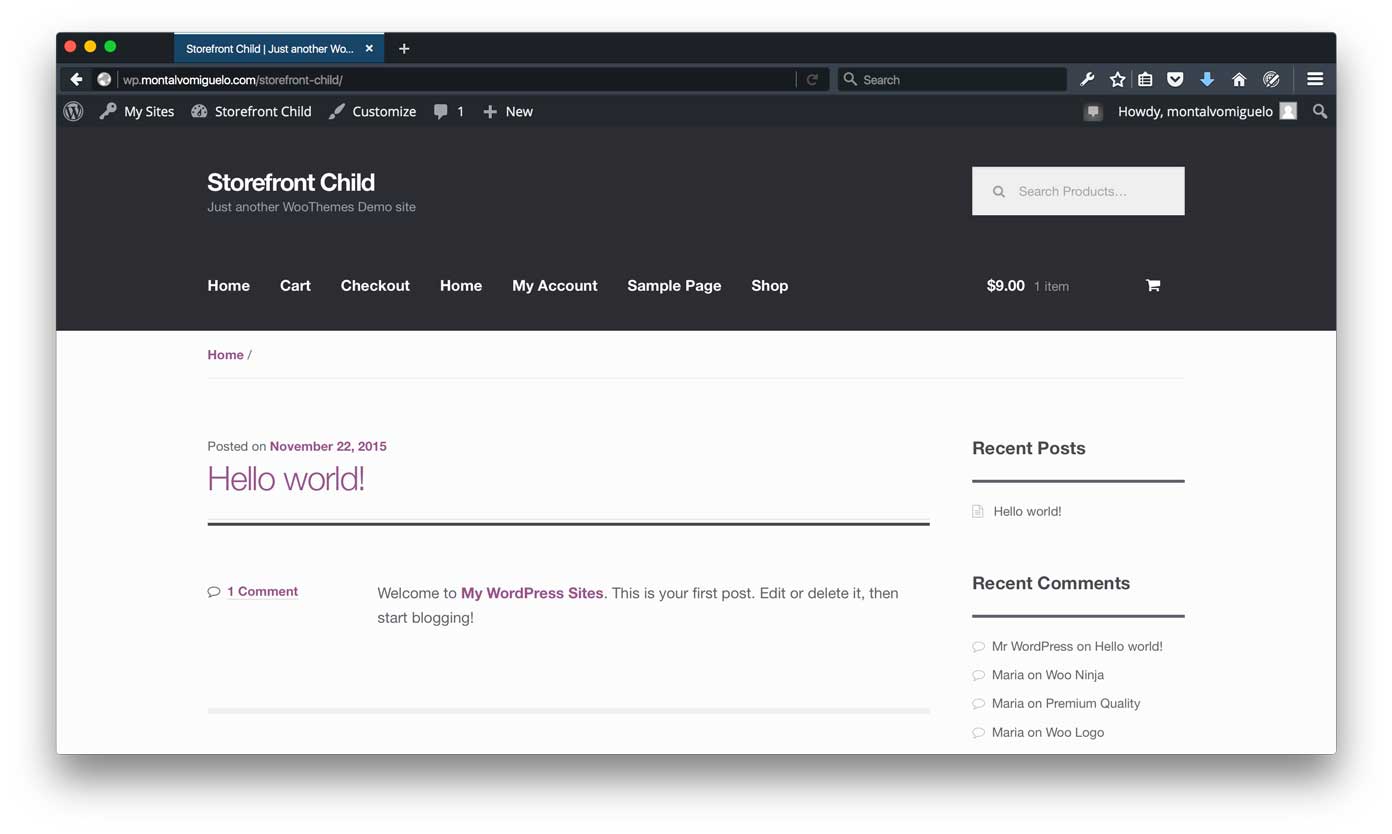 Storefront Child | Just another Wo...
wp.montalvomiguelo.com/storefront-child/
Search
My Sites
Storefront Child
Customize
1
New
Howdy, montalvomiguelo
Storefront Child
Just another WooThemes Demo site
Search Products...
Home Cart Checkout Home My Account Sample Page Shop
$9.00 1 item
Home /
Posted on November 22, 2015
Hello world!
1 Comment
Welcome to My WordPress Sites. This is your first post. Edit or delete it, then
start blogging!
Recent Posts
Hello world!
Recent Comments
Mr WordPress on Hello world!
Maria on Woo Ninja
Maria on Premium Quality
Maria on Woo Logo